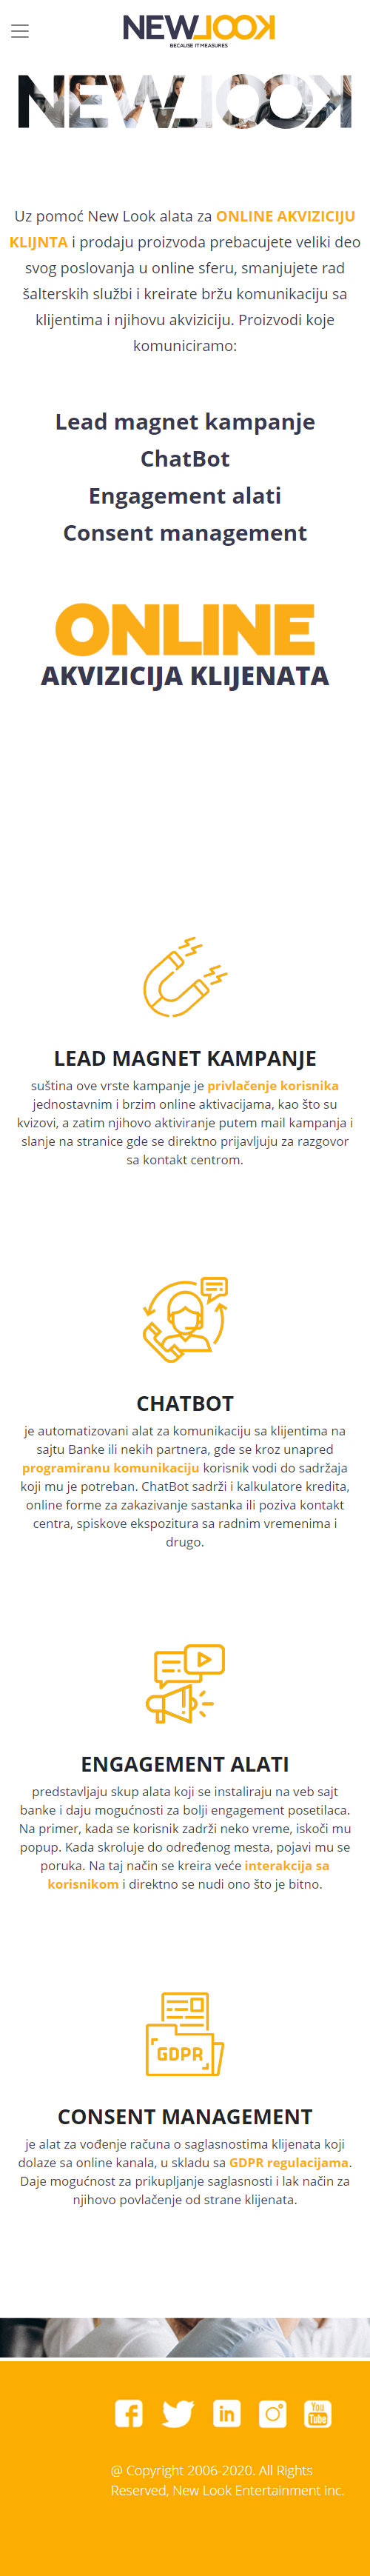 NEWLOOK
BECAUSE IT MEASURES
NEWLOOK
Uz pomoć New Look alata za ONLINE AKVIZICIJU
KLIJNTA i prodaju proizvoda prebacujete veliki deo
svog poslovanja u online sferu, smanjujete rad
šalterskih službi i kreirate bržu komunikaciju sa
klijentima i njihovu akviziciju. Proizvodi koje
komuniciramo:
Lead magnet kampanje
ChatBot
Engagement alati
Consent management
ONLINE
AKVIZICIJA KLIJENATA
LEAD MAGNET KAMPANJE
suština ove vrste kampanje je privlačenje korisnika
jednostavnim i brzim online aktivacijama, kao što su
kvizovi, a zatim njihovo aktiviranje putem mail kampanja i
slanje na stranice gde se direktno prijavljuju za razgovor
sa kontakt centrom.
CHATBOT
je automatizovani alat za komunikaciju sa klijentima na
sajtu Banke ili nekih partnera, gde se kroz unapred
programiranu komunikaciju korisnik vodi do sadržaja
koji mu je potreban. ChatBot sadrži i kalkulatore kredita,
online forme za zakazivanje sastanka ili poziva kontakt
centra, spiskove ekspozitura sa radnim vremenima i
drugo.
ENGAGEMENT ALATI
predstavljaju skup alata koji se instaliraju na veb sajt
banke i daju mogućnosti za bolji engagement posetilaca.
Na primer, kada se korisnik zadrži neko vreme, iskoči mu
popup. Kada skroluje do određenog mesta, pojavi mu se
poruka. Na taj način se kreira veće interakcija sa
korisnikom i direktno se nudi ono što je bitno.
GDPR
CONSENT MANAGEMENT
je alat za vođenje računa o saglasnostima klijenata koji
dolaze sa online kanala, u skladu sa GDPR regulacijama.
Daje mogućnost za prikupljanje saglasnosti i lak način za
njihovo povlačenje od strane klijenata.
You
Tube
@ Copyright 2006-2020. All Rights
Reserved, New Look Entertainment inc.